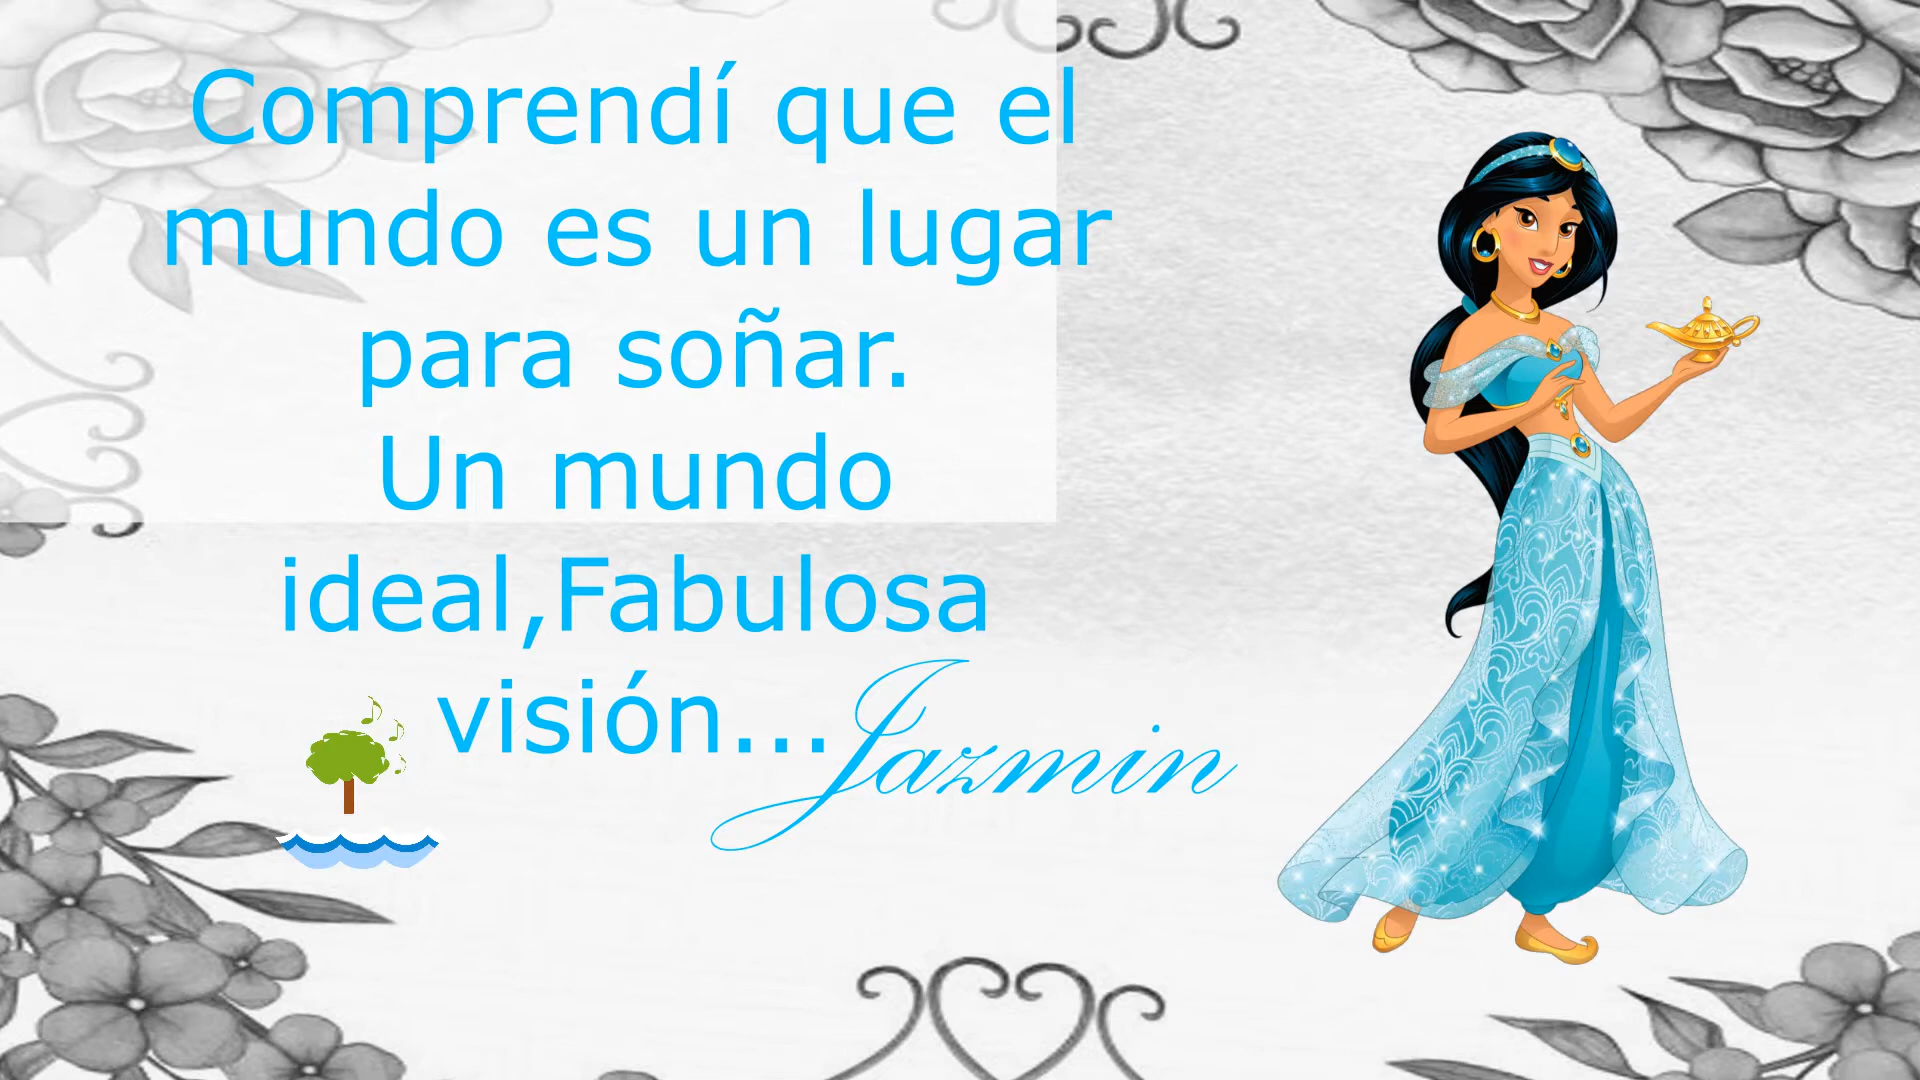 Comprendí que el
mundo es un lugar
para soñar.
Un mundo
ideal,Fabulosa
visión...
Jazmin